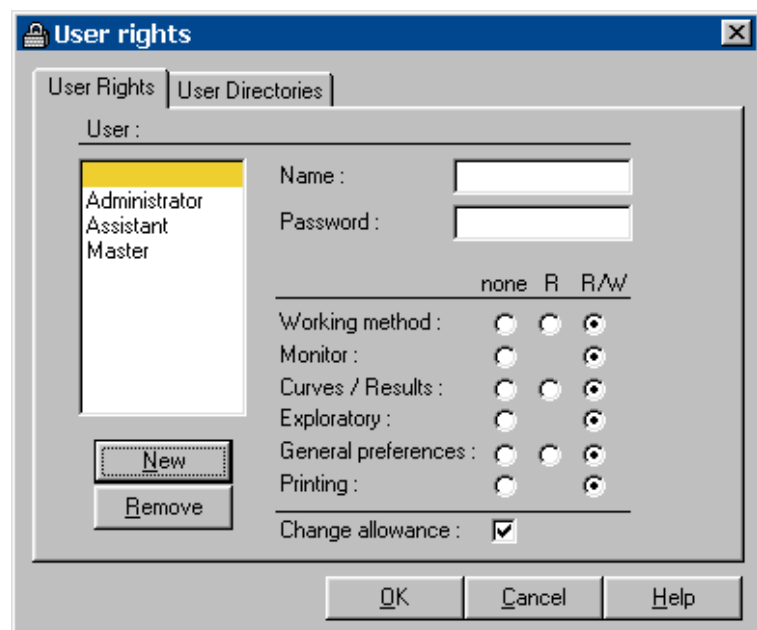 User rights
User Rights User Directories
User :
Administrator
Assistant
Master
New
Remove
Name :
Password :
none R R/W
Working method :
Monitor :
Curves / Results :
Exploratory :
General preferences :
Printing :
Change allowance :
OK Cancel Help